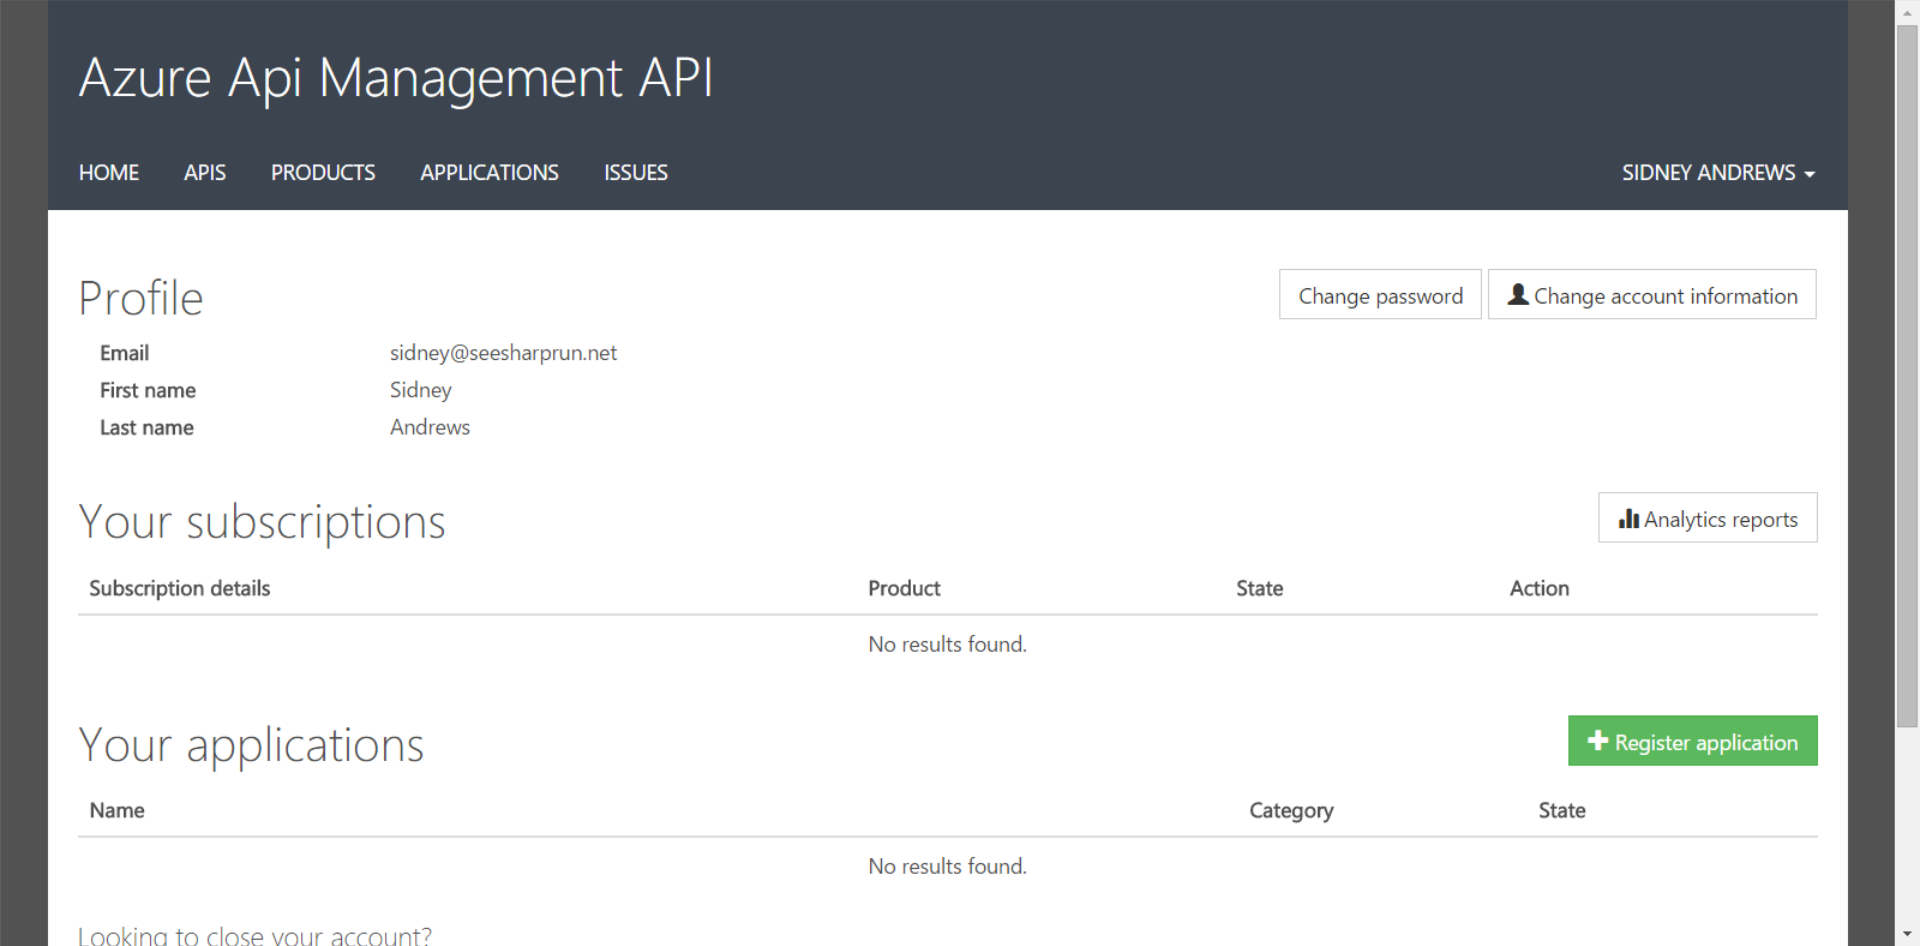 Azure Api Management API
HOME APIS PRODUCTS APPLICATIONS ISSUES SIDNEY ANDREWS
Profile Change password Change account information
Email sidney@seesharprun.net
First name Sidney
Last name Andrews
Your subscriptions Analytics reports
Subscription details Product State Action
No results found.
Your applications Register application
Name Category State
No results found.
Looking to close your account?